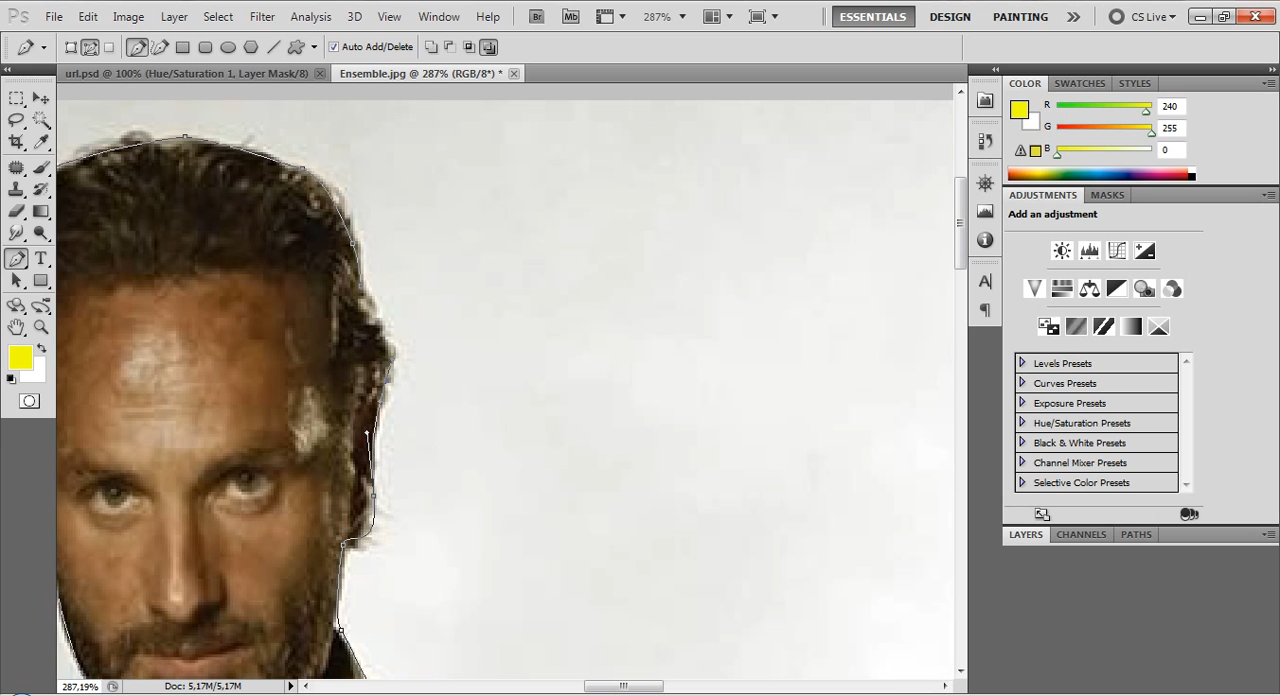 Ps File Edit Image Layer Select Filter Analysis 3D View Window Help Br Mb 287% ESSENTIALS DESIGN PAINTING CS Live
Auto Add/Delete
url.psd @ 100% (Hue/Saturation 1, Layer Mask/8) Ensemble.jpg @ 287% (RGB/8*) *
COLOR SWATCHES STYLES
R 240
G 255
B 0
ADJUSTMENTS MASKS
Add an adjustment
Levels Presets
Curves Presets
Exposure Presets
Hue/Saturation Presets
Black & White Presets
Channel Mixer Presets
Selective Color Presets
LAYERS CHANNELS PATHS
287,19% Doc: 5,17M/5,17M